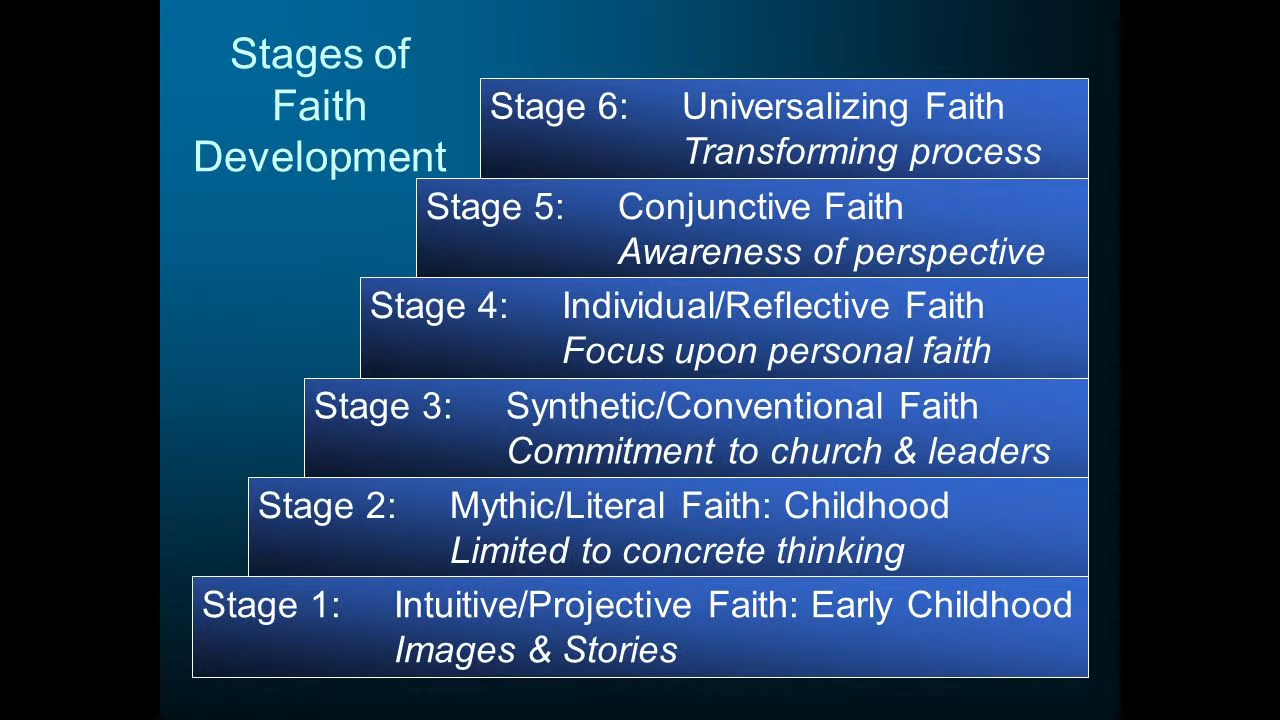 Stages of
Faith
Development
Stage 6: Universalizing Faith
Transforming process
Stage 5: Conjunctive Faith
Awareness of perspective
Stage 4: Individual/Reflective Faith
Focus upon personal faith
Stage 3: Synthetic/Conventional Faith
Commitment to church & leaders
Stage 2: Mythic/Literal Faith: Childhood
Limited to concrete thinking
Stage 1: Intuitive/Projective Faith: Early Childhood
Images & Stories